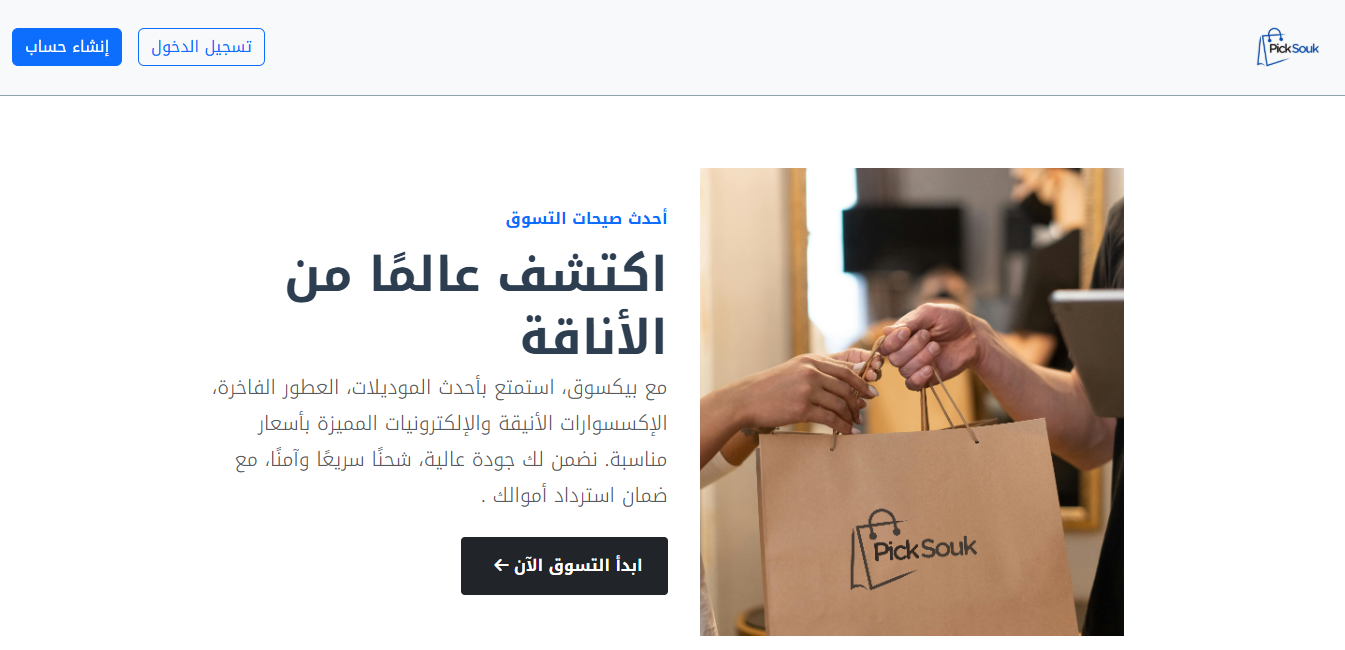 PickSouk
تسجيل الدخول
إنشاء حساب
أحدث صيحات التسوق
اكتشف عالمًا من
الأناقة
مع بيكسوق، استمتع بأحدث الموديلات، العطور الفاخرة،
الإكسسوارات الأنيقة والإلكترونيات المميزة بأسعار
مناسبة. نضمن لك جودة عالية، شحنًا سريعًا وآمنًا، مع
ضمان استرداد أموالك .
ابدأ التسوق الآن ←
PickSouk